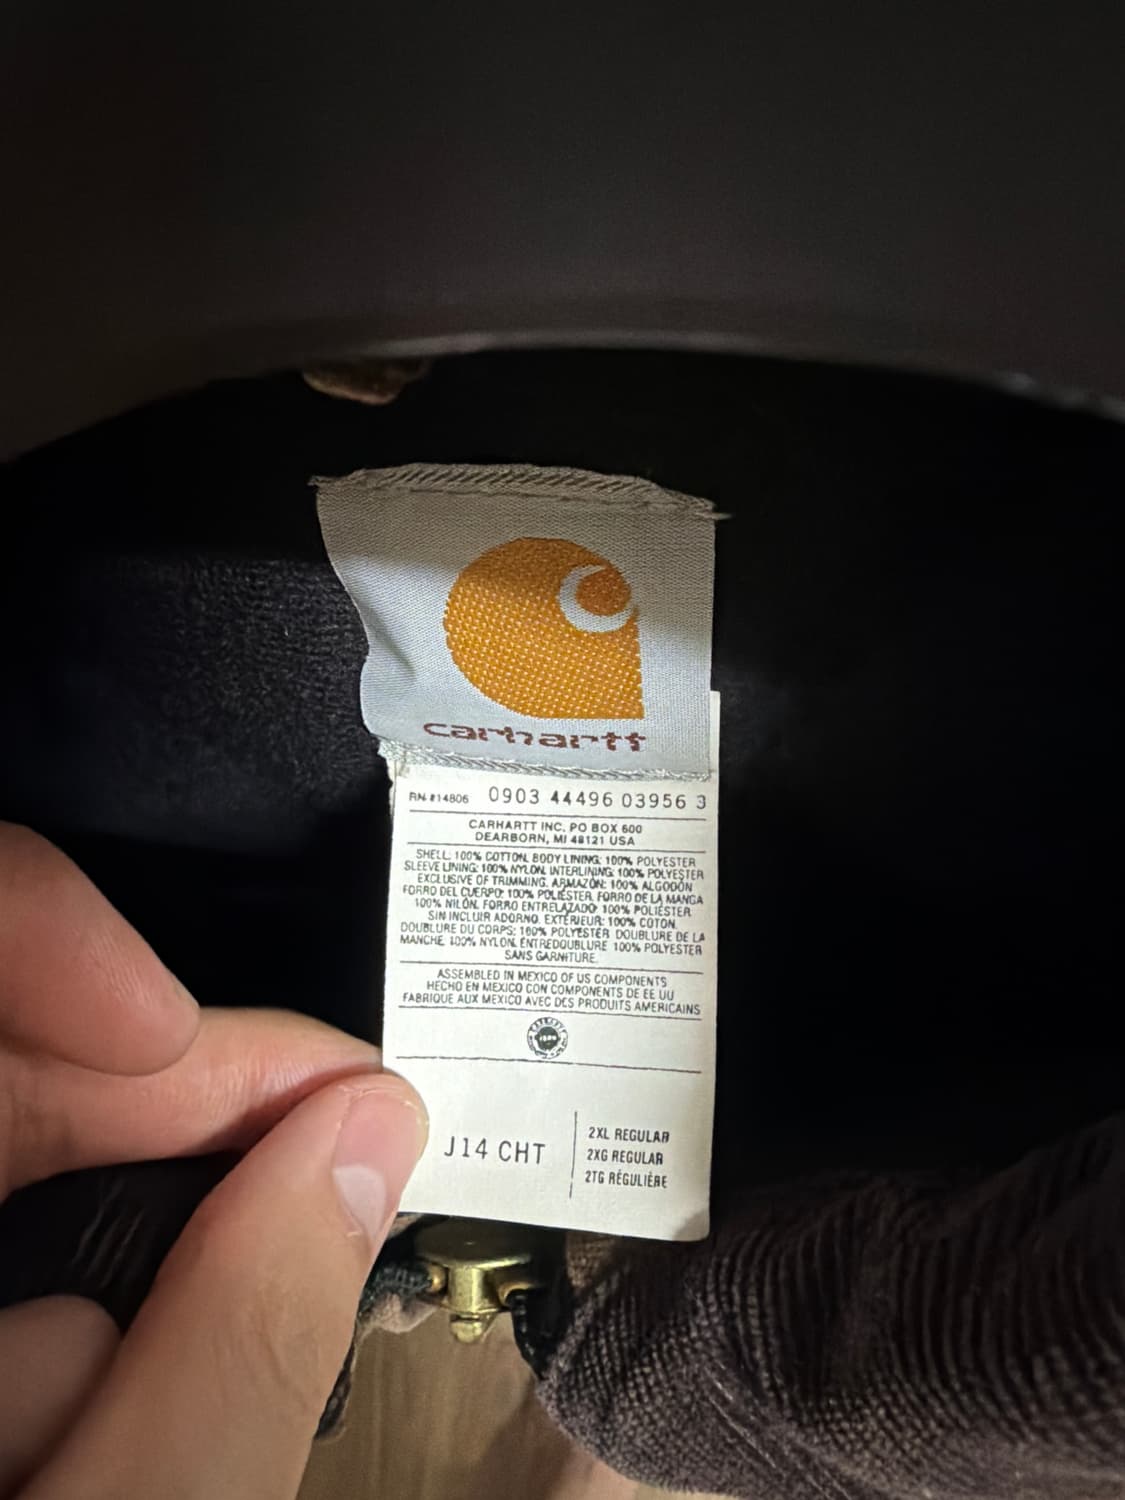 carhartt
RN #14806 0903 44496 03956 3
CARHARTT INC. PO BOX 600
DEARBORN, MI 48121 USA
SHELL: 100% COTTON. BODY LINING: 100% POLYESTER
SLEEVE LINING: 100% NYLON. INTERLINING: 100% POLYESTER
EXCLUSIVE OF TRIMMING. ARMAZÓN: 100% ALGODÓN
FORRO DEL CUERPO: 100% POLIÉSTER. FORRO DE LA MANGA
100% NILÓN. FORRO ENTRELAZADO: 100% POLIÉSTER
SIN INCLUIR ADORNO. EXTÉRIEUR: 100% COTON.
DOUBLURE DU CORPS: 100% POLYESTER DOUBLURE DE LA
MANCHE. 100% NYLON. ENTREDOUBLURE 100% POLYESTER
SANS GARNITURE.
ASSEMBLED IN MEXICO OF US COMPONENTS
HECHO EN MEXICO CON COMPONENTS DE EE UU
FABRIQUE AUX MEXICO AVEC DES PRODUITS AMERICAINS
J14 CHT
2XL REGULAR
2XG REGULAR
2TG RÉGULIÈRE